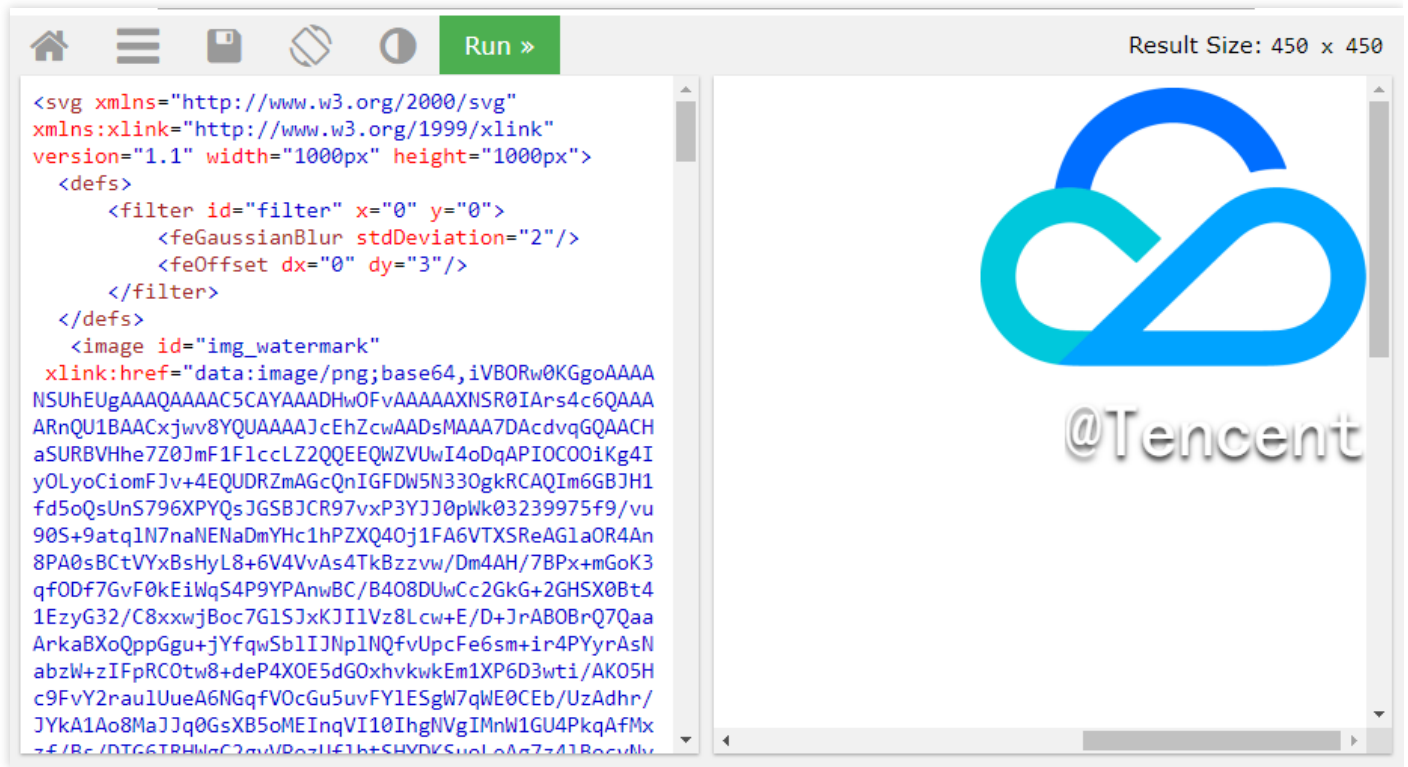 Run »
Result Size: 450 x 450
<svg xmlns="http://www.w3.org/2000/svg"
xmlns:xlink="http://www.w3.org/1999/xlink"
version="1.1" width="1000px" height="1000px">
<defs>
<filter id="filter" x="0" y="0">
<feGaussianBlur stdDeviation="2"/>
<feOffset dx="0" dy="3"/>
</filter>
</defs>
<image id="img_watermark"
xlink:href="data:image/png;base64,iVBORw0KGgoAAAA
NSUhEUgAAAQAAAAC5CAYAAADHwOFvAAAAAXNSR0IArs4c6QAAA
ARnQU1BAACxjwv8YQUAAAAJcEhZcwAADsMAAA7DAcdvqGQAACH
aSURBVHhe7Z0JmF1FlccLZ2QQEEQWZVUwI4oDqAPIOCOOiKg4I
yOLyoCiomFJv+4EQUDRZmAGcQnIGFDW5N33OgkRCAQIm6GBJH1
fd5oQsUnS796XPYQsJGSBJCR97vxP3YJJ0pWk03239975f9/vu
90S+9atqlN7naNENaDmYHc1hPZXQ4Oj1FA6VTXSReAGlaOR4An
8PA0sBCtVYxBsHyL8+6V4VvAs4TkBzzvw/Dm4AH/7BPx+mGoK3
qfODf7GvF0kEiWqS4P9YPAnwBC/B4O8DUwCc2GkG+2GHSX0Bt4
1EzyG32/C8xxwjBoc7GlSJxKJIlVz8Lcw+E/D+JrABOBrQ7Qaa
ArkaBXoQppGgu+jYfqwSblIJNplNQfvUpcFe6sm+ir4PYyrAsN
abzW+zIFpRCOtw8+deP4XOE5dGOxhvkwkEm1XP6D3wti/AKO5H
c9FvY2raulUueA6NGqfVOcGu5uvFYlESgW7qWE0CEb/UzAdhr/
JYkA1Ao8MaJJq0GsXB5oMEInqVI10IhgNVgIMnW1GU4PkqAfMx
@Tencent